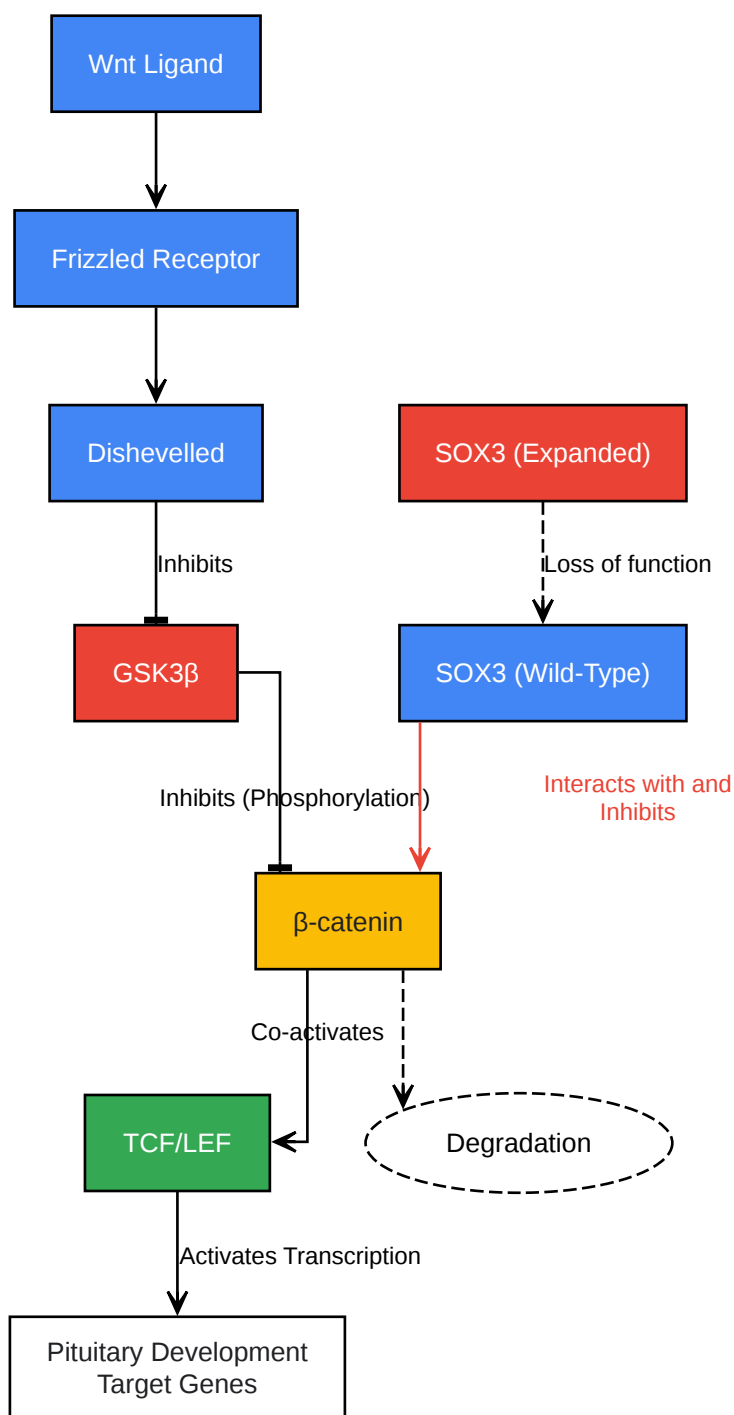 Wnt Ligand
Frizzled Receptor
Dishevelled
SOX3 (Expanded)
Inhibits
Loss of function
GSK3β
SOX3 (Wild-Type)
Inhibits (Phosphorylation)
Interacts with and
Inhibits
β-catenin
Co-activates
TCF/LEF
Degradation
Activates Transcription
Pituitary Development
Target Genes